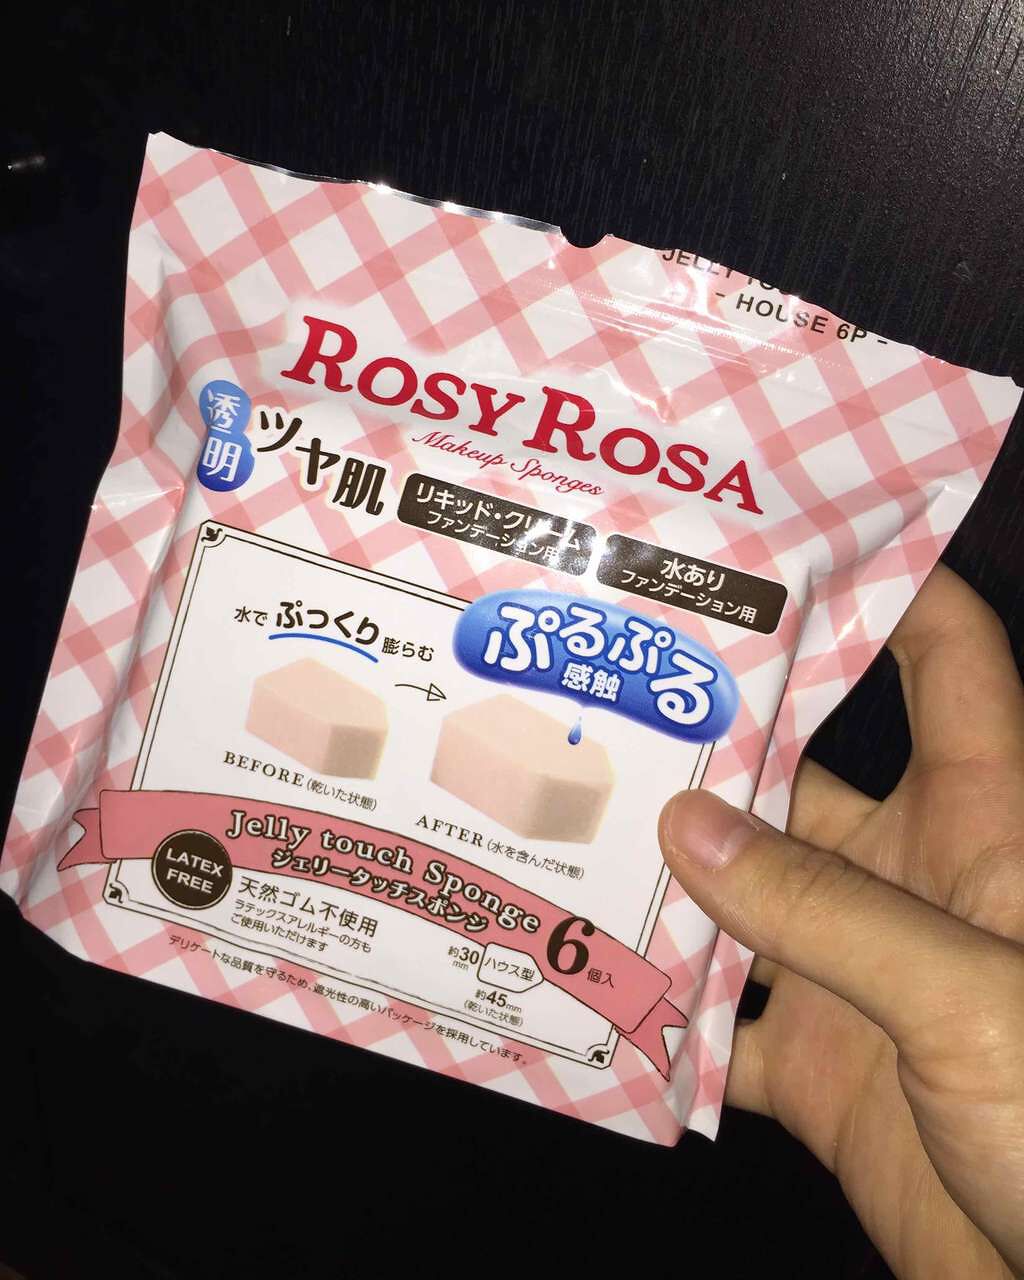 JELLY
- HOUSE 6P -
ROSY ROSA
Makeup Sponges
透明
ツヤ肌
リキッド・クリーム
ファンデーション用
水あり
ファンデーション用
水で ぷっくり 膨らむ
ぷるぷる
感触
BEFORE (乾いた状態)
AFTER (水を含んだ状態)
Jelly touch Sponge
ジェリータッチスポンジ
6個入
LATEX
FREE
天然ゴム不使用
ラテックスアレルギーの方も
ご使用いただけます
約30
mm
ハウス型
約45mm
(乾いた状態)
デリケートな品質を守るため、遮光性の高いパッケージを採用しています。